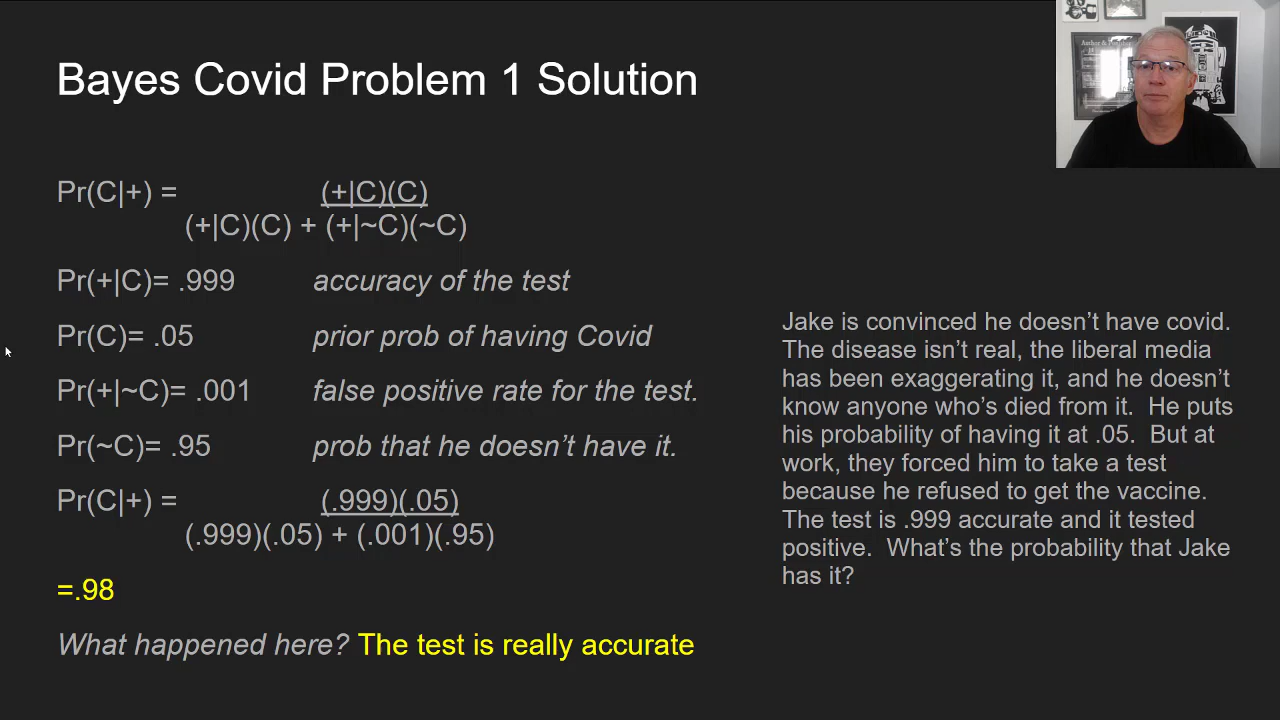 Bayes Covid Problem 1 Solution
Pr(C|+) = (+|C)(C)
(+|C)(C) + (+|~C)(~C)
Pr(+|C)= .999 accuracy of the test
Pr(C)= .05 prior prob of having Covid
Pr(+|~C)= .001 false positive rate for the test.
Pr(~C)= .95 prob that he doesn’t have it.
Pr(C|+) = (.999)(.05)
(.999)(.05) + (.001)(.95)
=.98
What happened here? The test is really accurate
Jake is convinced he doesn’t have covid.
The disease isn’t real, the liberal media
has been exaggerating it, and he doesn’t
know anyone who’s died from it. He puts
his probability of having it at .05. But at
work, they forced him to take a test
because he refused to get the vaccine.
The test is .999 accurate and it tested
positive. What’s the probability that Jake
has it?